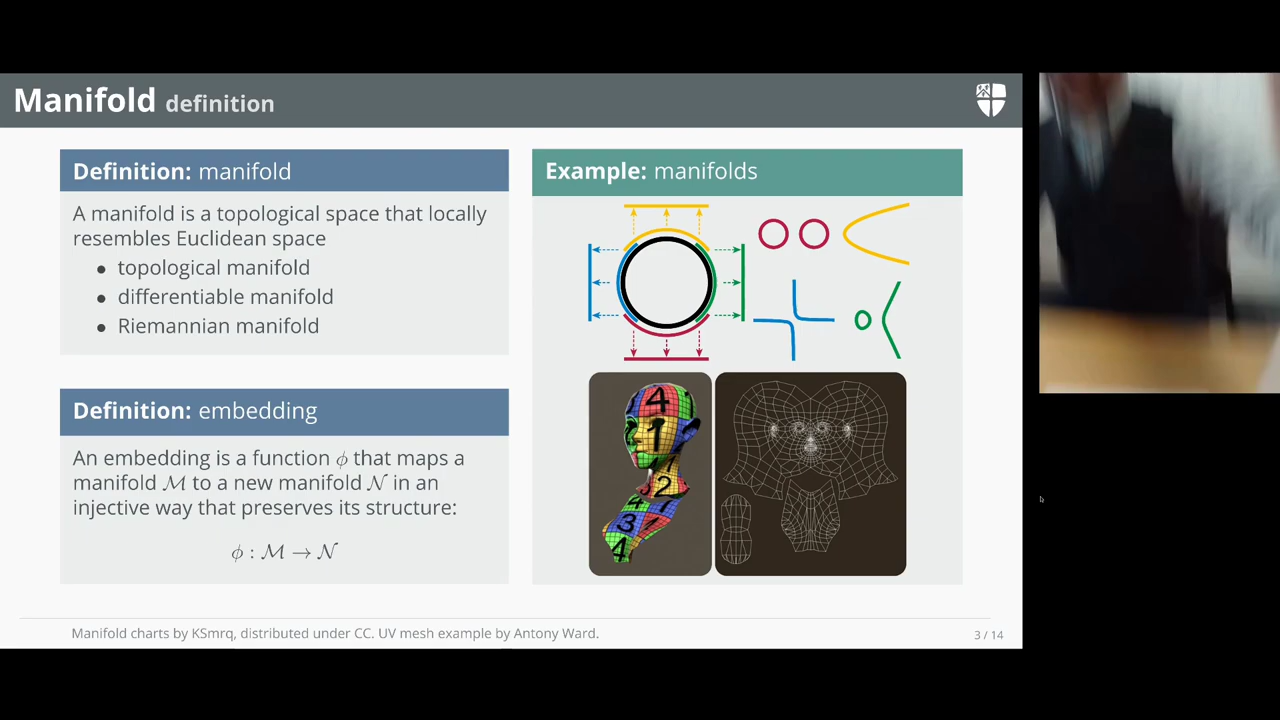 Manifold definition
Definition: manifold
A manifold is a topological space that locally
resembles Euclidean space
• topological manifold
• differentiable manifold
• Riemannian manifold
Definition: embedding
An embedding is a function ϕ that maps a
manifold ℳ to a new manifold 𝒩 in an
injective way that preserves its structure:
ϕ : ℳ → 𝒩
Example: manifolds
4
1
2
4
3
1
4
Manifold charts by KSmrq, distributed under CC. UV mesh example by Antony Ward.
3 / 14